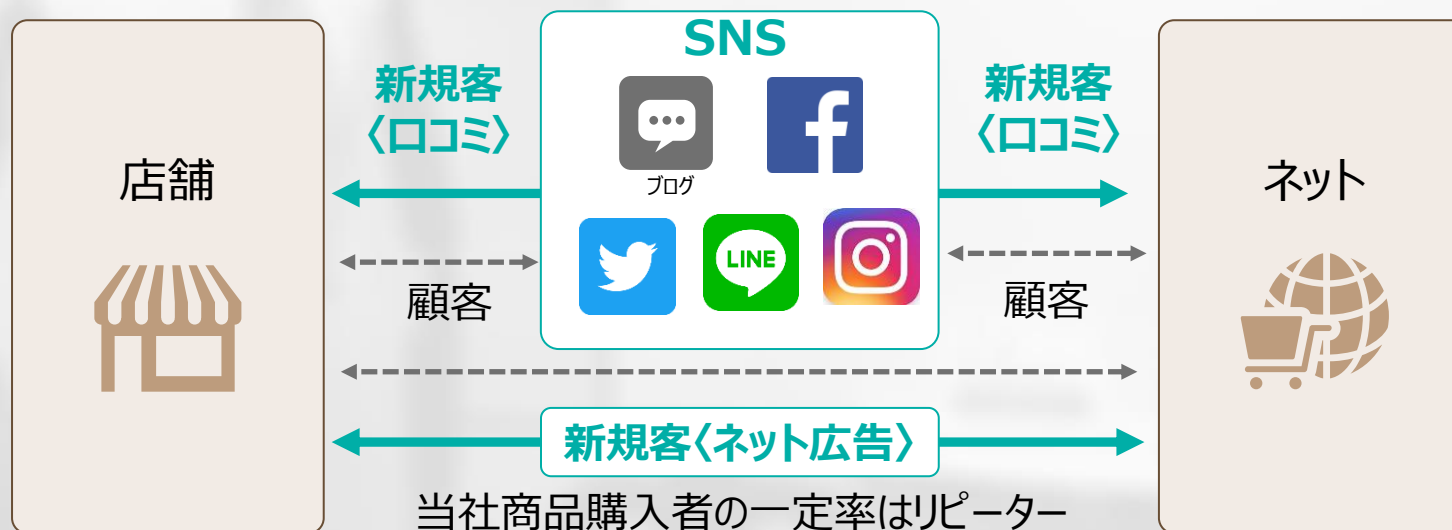 SNS
新規客
〈口コミ〉
新規客
〈口コミ〉
店舗
ブログ
ネット
LINE
顧客
顧客
新規客〈ネット広告〉
当社商品購入者の一定率はリピーター